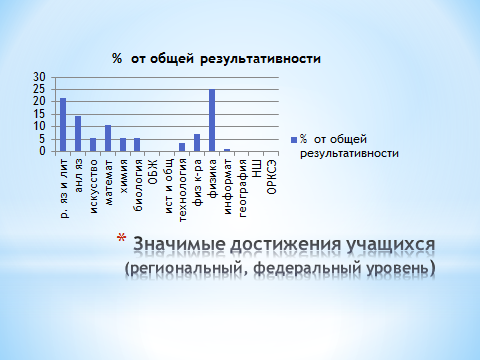 % от общей результативности
30
25
20
15
10
5
0
р. яз и лит
анл яз
искусство
математ
химия
биология
ОБЖ
ист и общ
технология
физ к-ра
физика
информат
география
НШ
ОРКСЭ
% от общей
результативности
* Значимые достижения учащихся
(региональный, федеральный уровень)